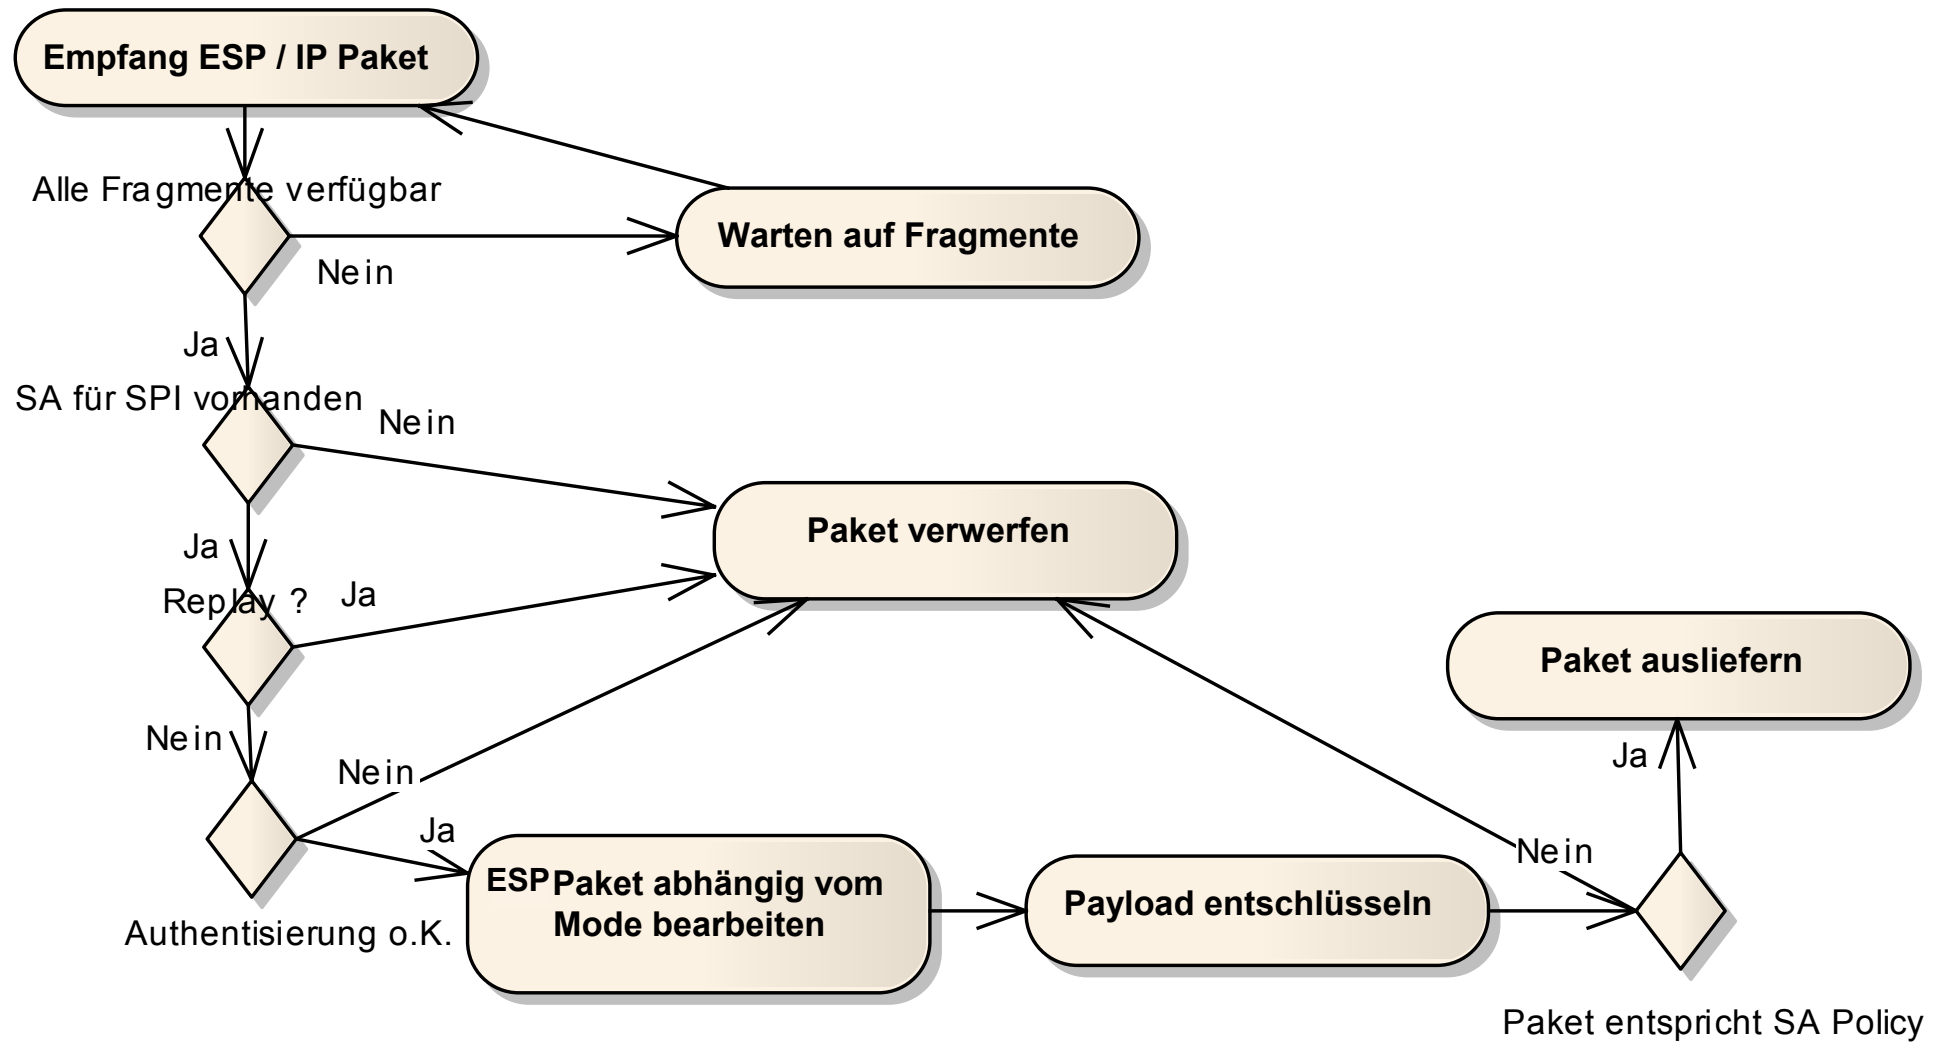 Empfang ESP / IP Paket
Alle Fragmente verfügbar
Warten auf Fragmente
Nein
Ja
SA für SPI vorhanden
Nein
Paket verwerfen
Ja
Replay ?
Ja
Paket ausliefern
Nein
Ja
Nein
Ja
Nein
ESP Paket abhängig vom
Mode bearbeiten
Payload entschlüsseln
Authentisierung o.K.
Paket entspricht SA Policy